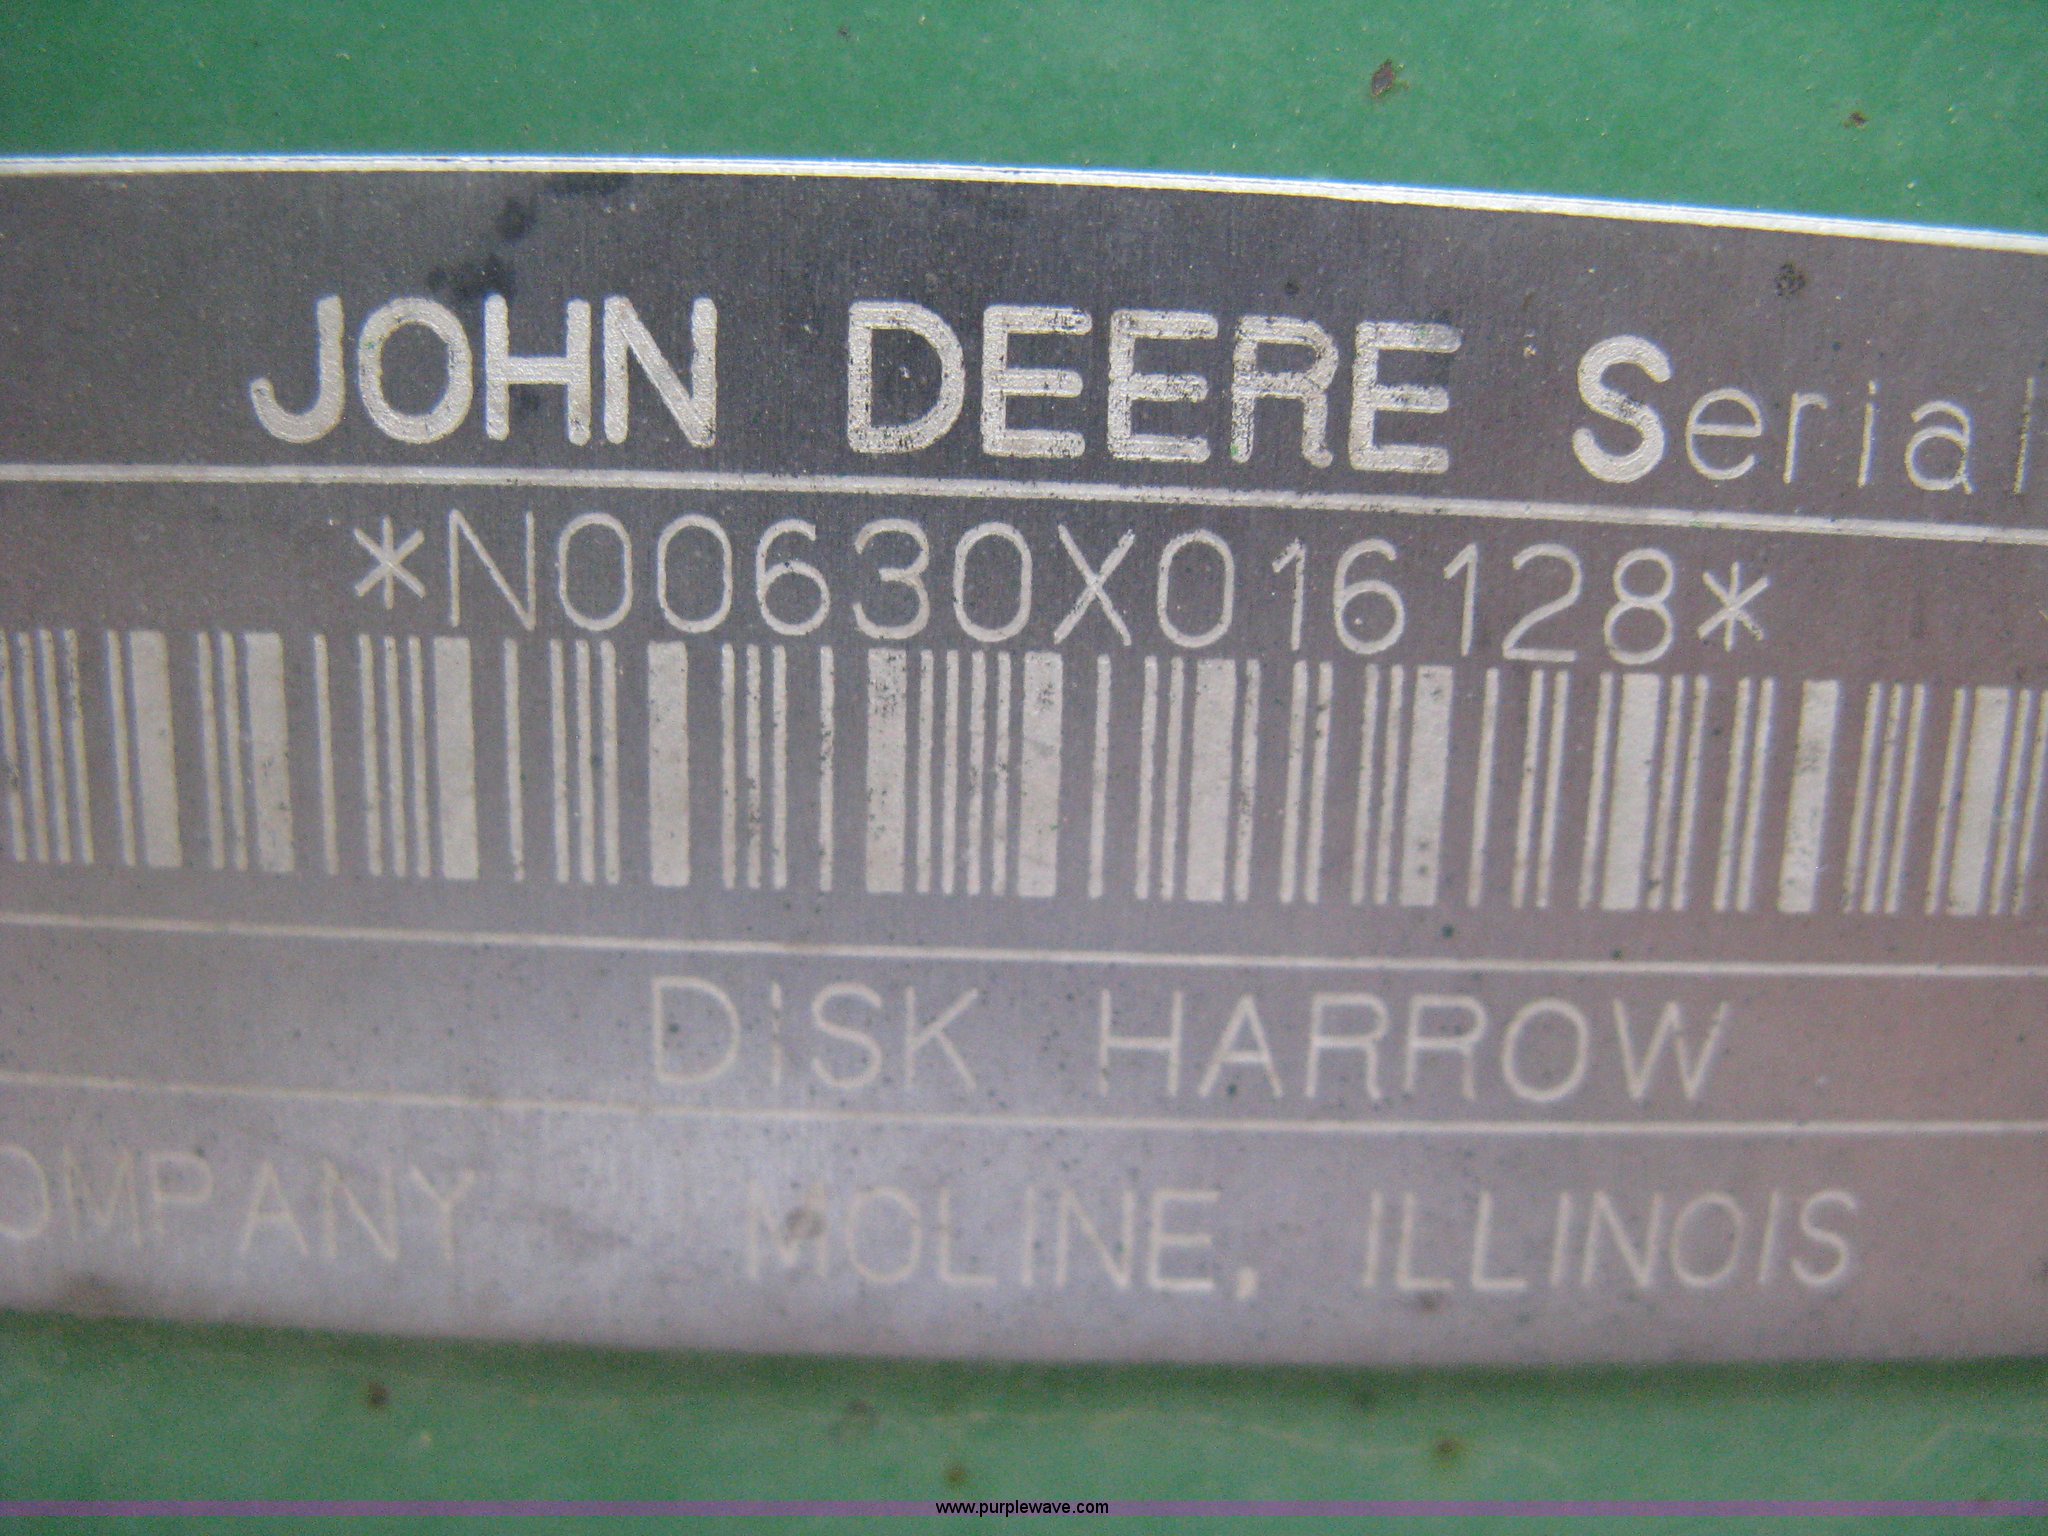 JOHN DEERE Serial
*N00630X016128*
DISK HARROW
OMPANY MOLINE, ILLINOIS
www.purplewave.com